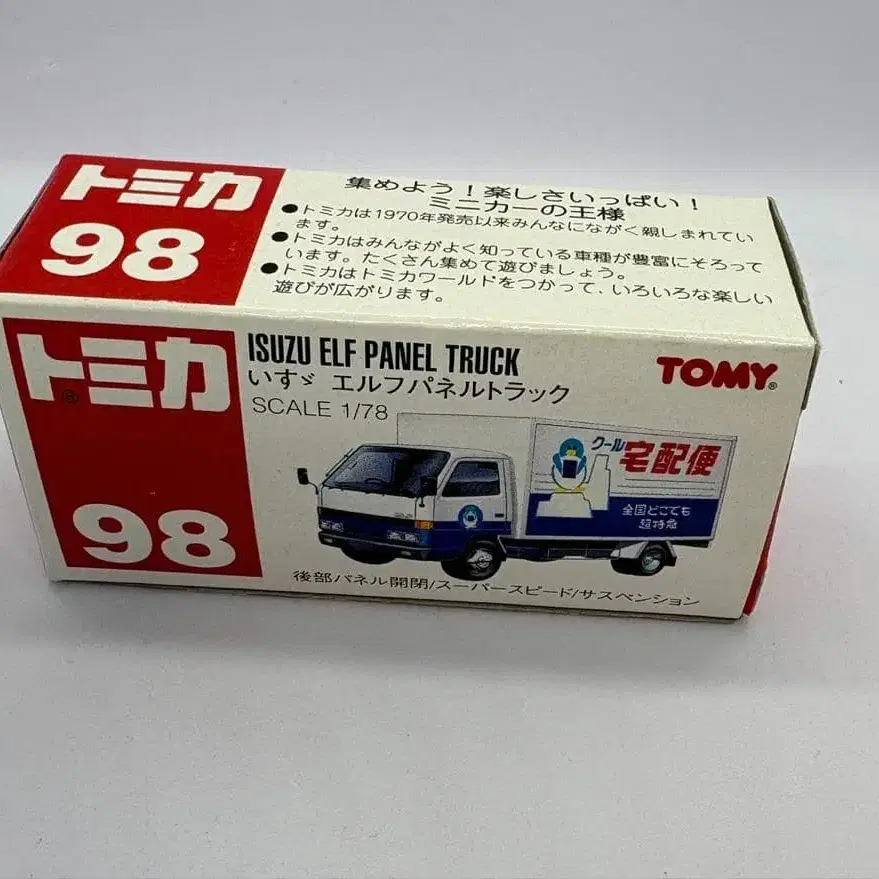 トミカ
98
集めよう！楽しさいっぱい！
ミニカーの王様
●トミカは1970年発売以来みんなにながく親しまれてい
ます。
●トミカはみんながよく知っている車種が豊富にそろって
います。たくさん集めて遊びましょう。
●トミカはトミカワールドをつかって、いろいろな楽しい
遊びが広がります。
トミカ®
98
ISUZU ELF PANEL TRUCK
いすゞ エルフパネルトラック
SCALE 1/78
TOMY®
クール宅配便
全国どこでも
超特急
後部パネル開閉/スーパースピード/サスペンション